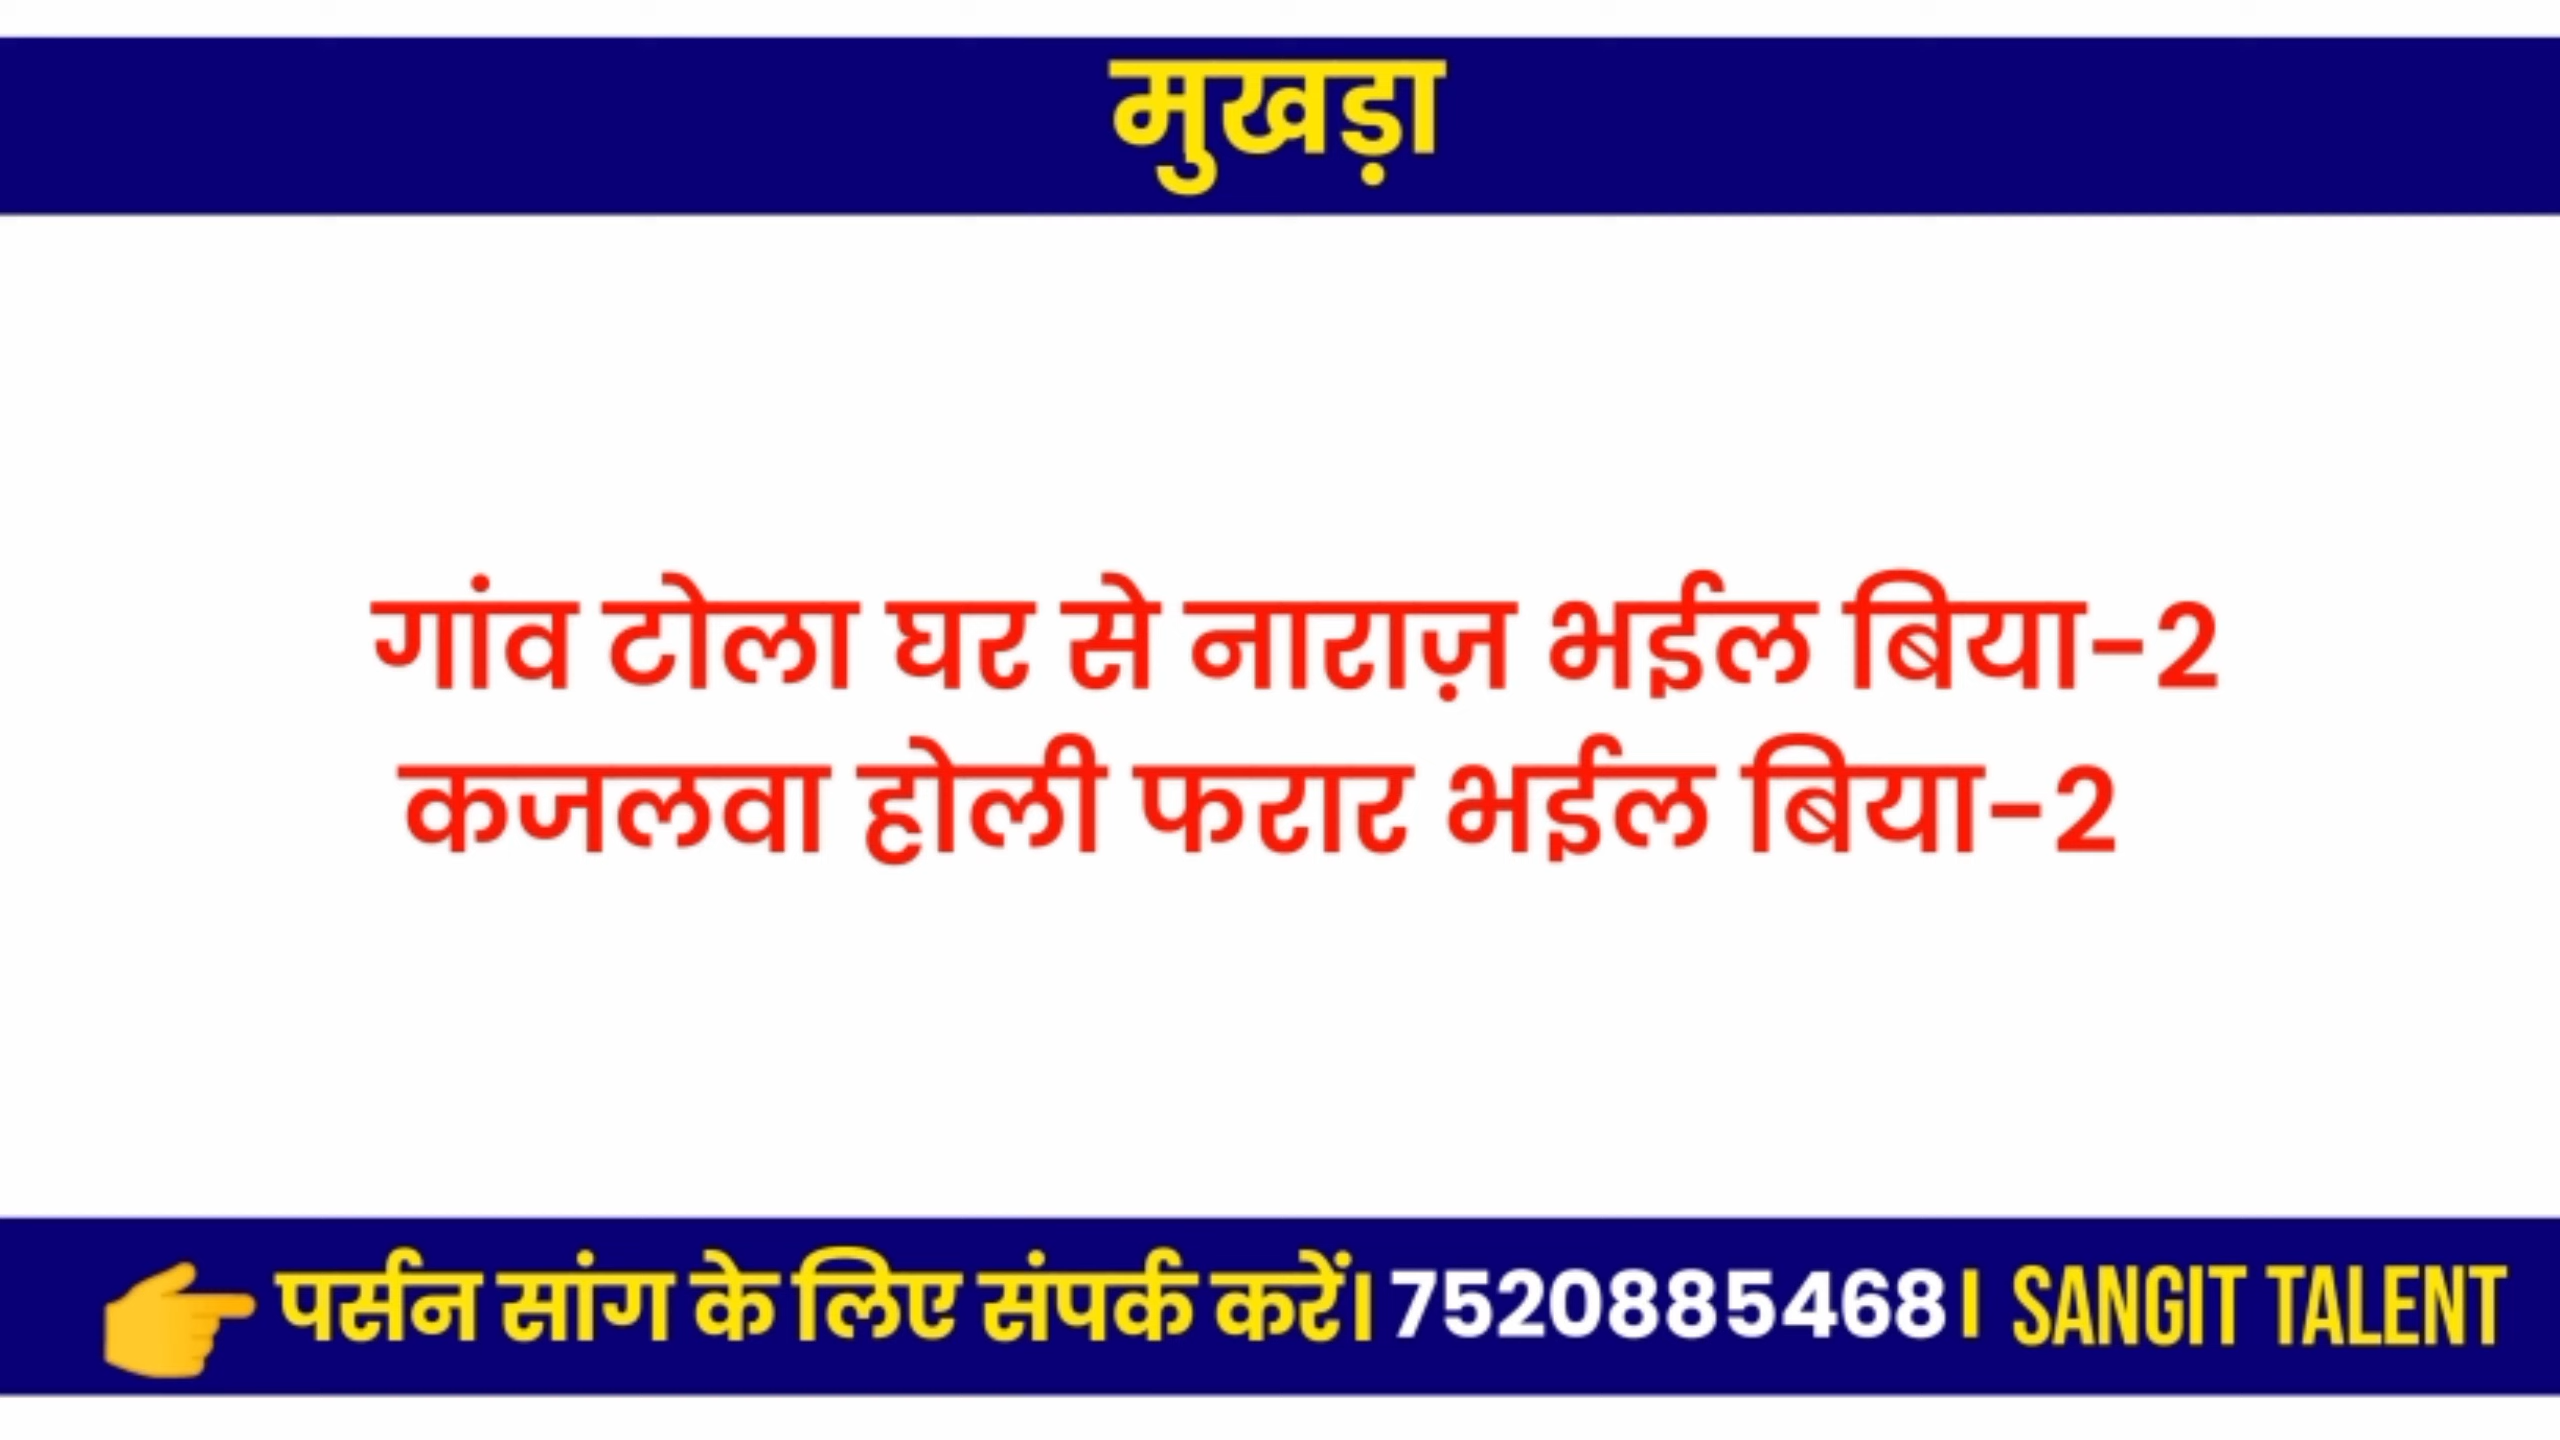 मुखड़ा
गांव टोला घर से नाराज़ भईल बिया-2
कजलवा होली फरार भईल बिया-2
पर्सन सांग के लिए संपर्क करें। 7520885468। SANGIT TALENT